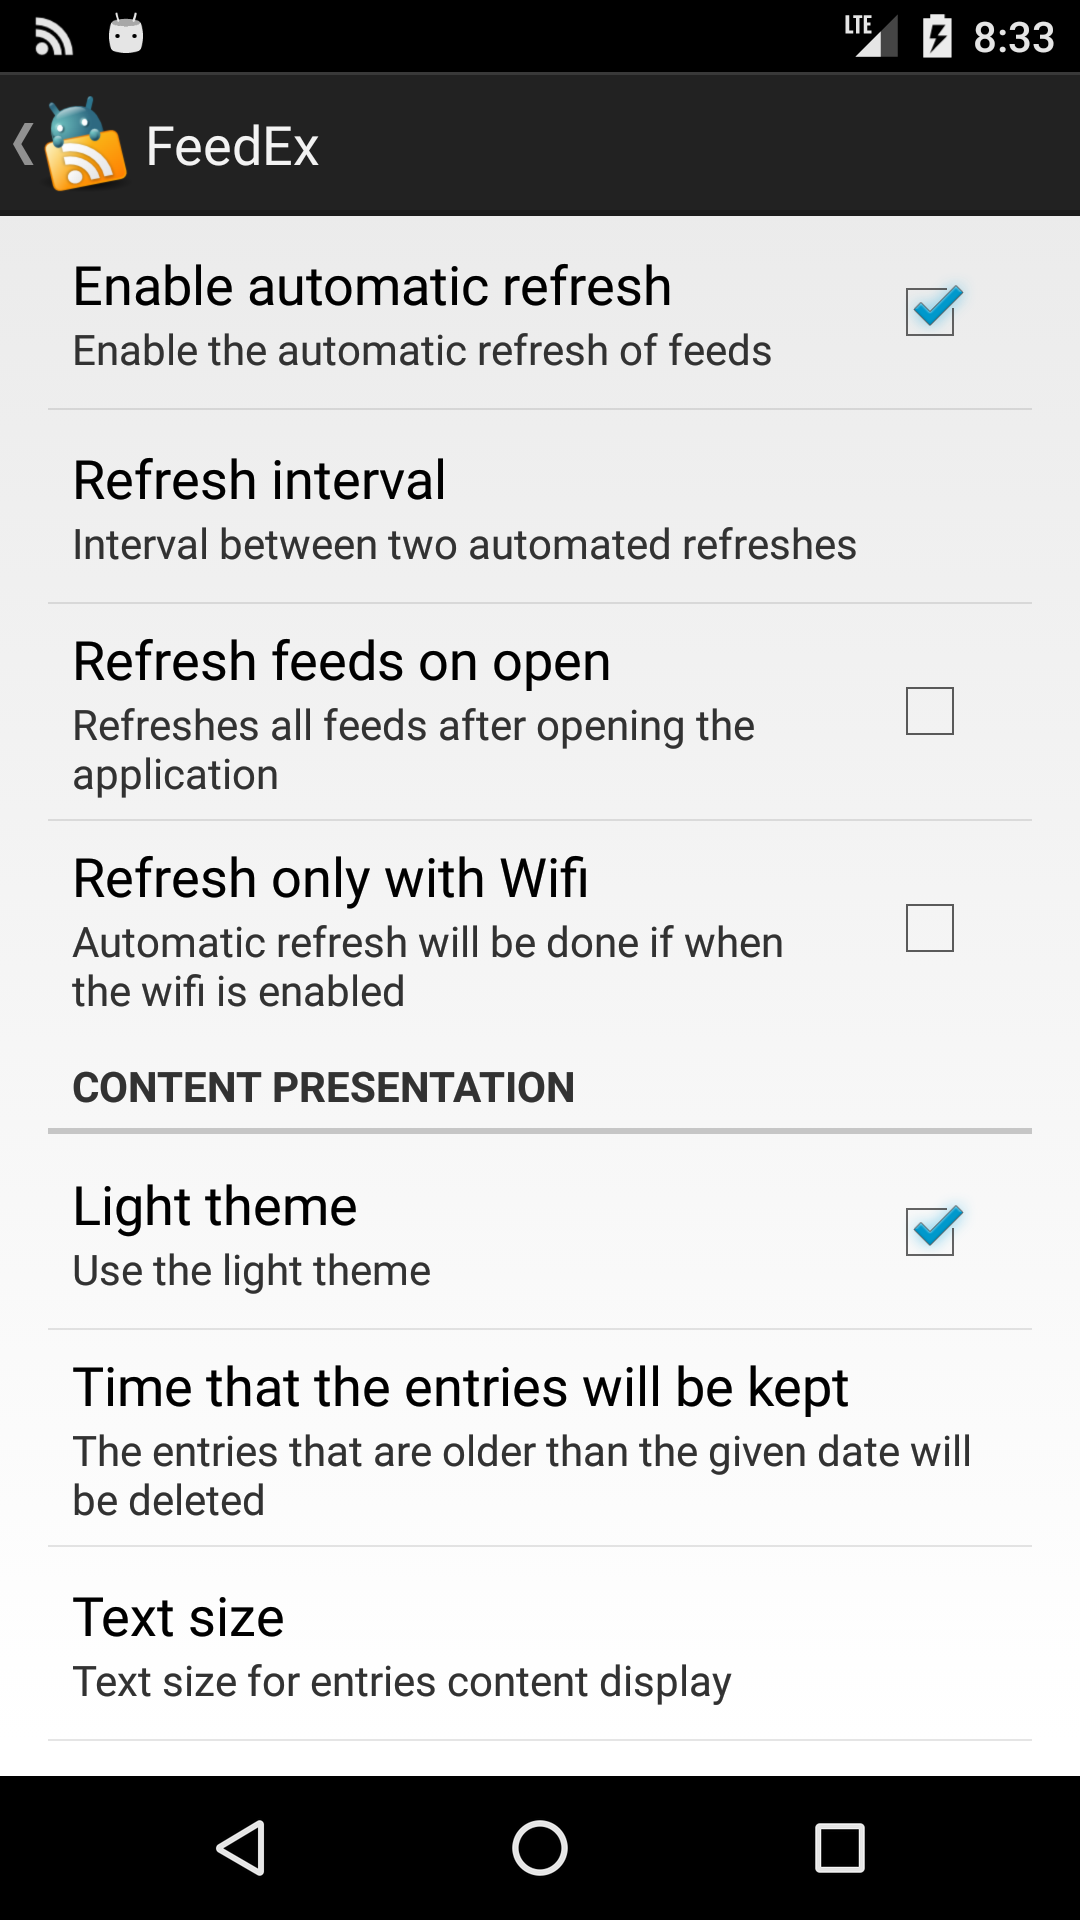 LTE 8:33
FeedEx
Enable automatic refresh
Enable the automatic refresh of feeds
Refresh interval
Interval between two automated refreshes
Refresh feeds on open
Refreshes all feeds after opening the
application
Refresh only with Wifi
Automatic refresh will be done if when
the wifi is enabled
CONTENT PRESENTATION
Light theme
Use the light theme
Time that the entries will be kept
The entries that are older than the given date will
be deleted
Text size
Text size for entries content display